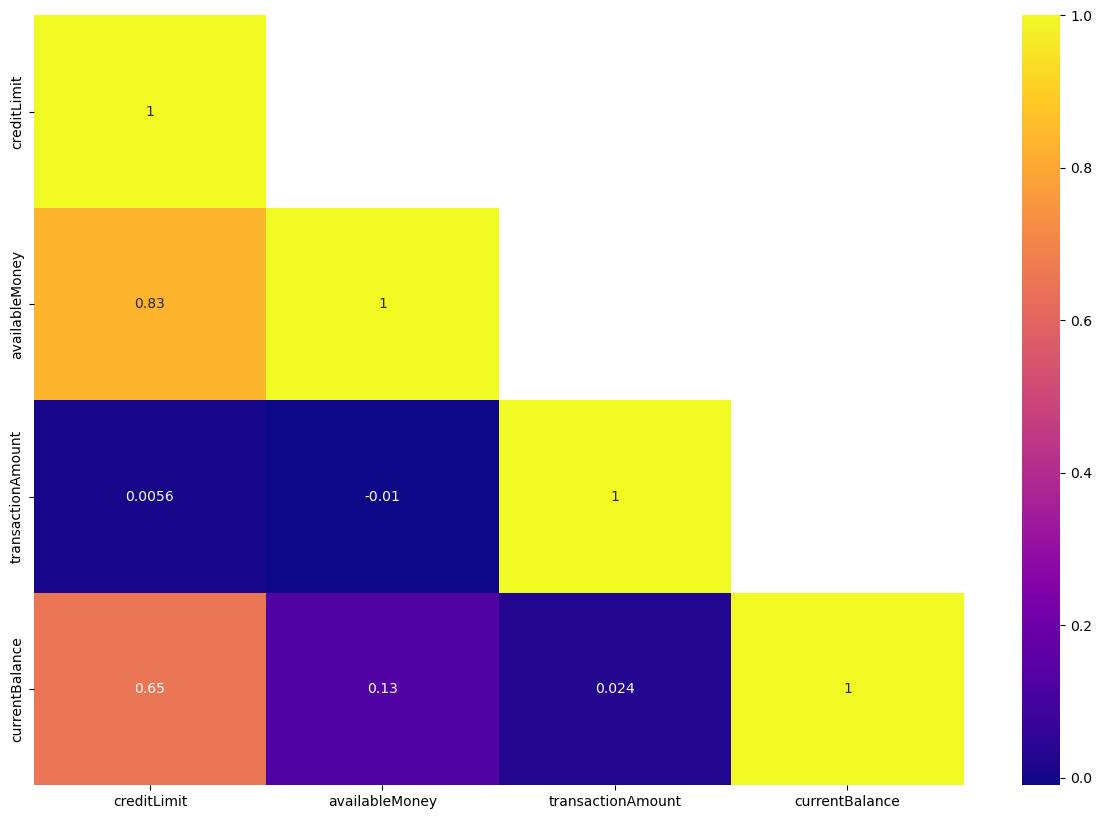 creditLimit
1
availableMoney
0.83 1
transactionAmount
0.0056 -0.01 1
currentBalance
0.65 0.13 0.024 1
creditLimit availableMoney transactionAmount currentBalance
1.0
0.8
0.6
0.4
0.2
0.0